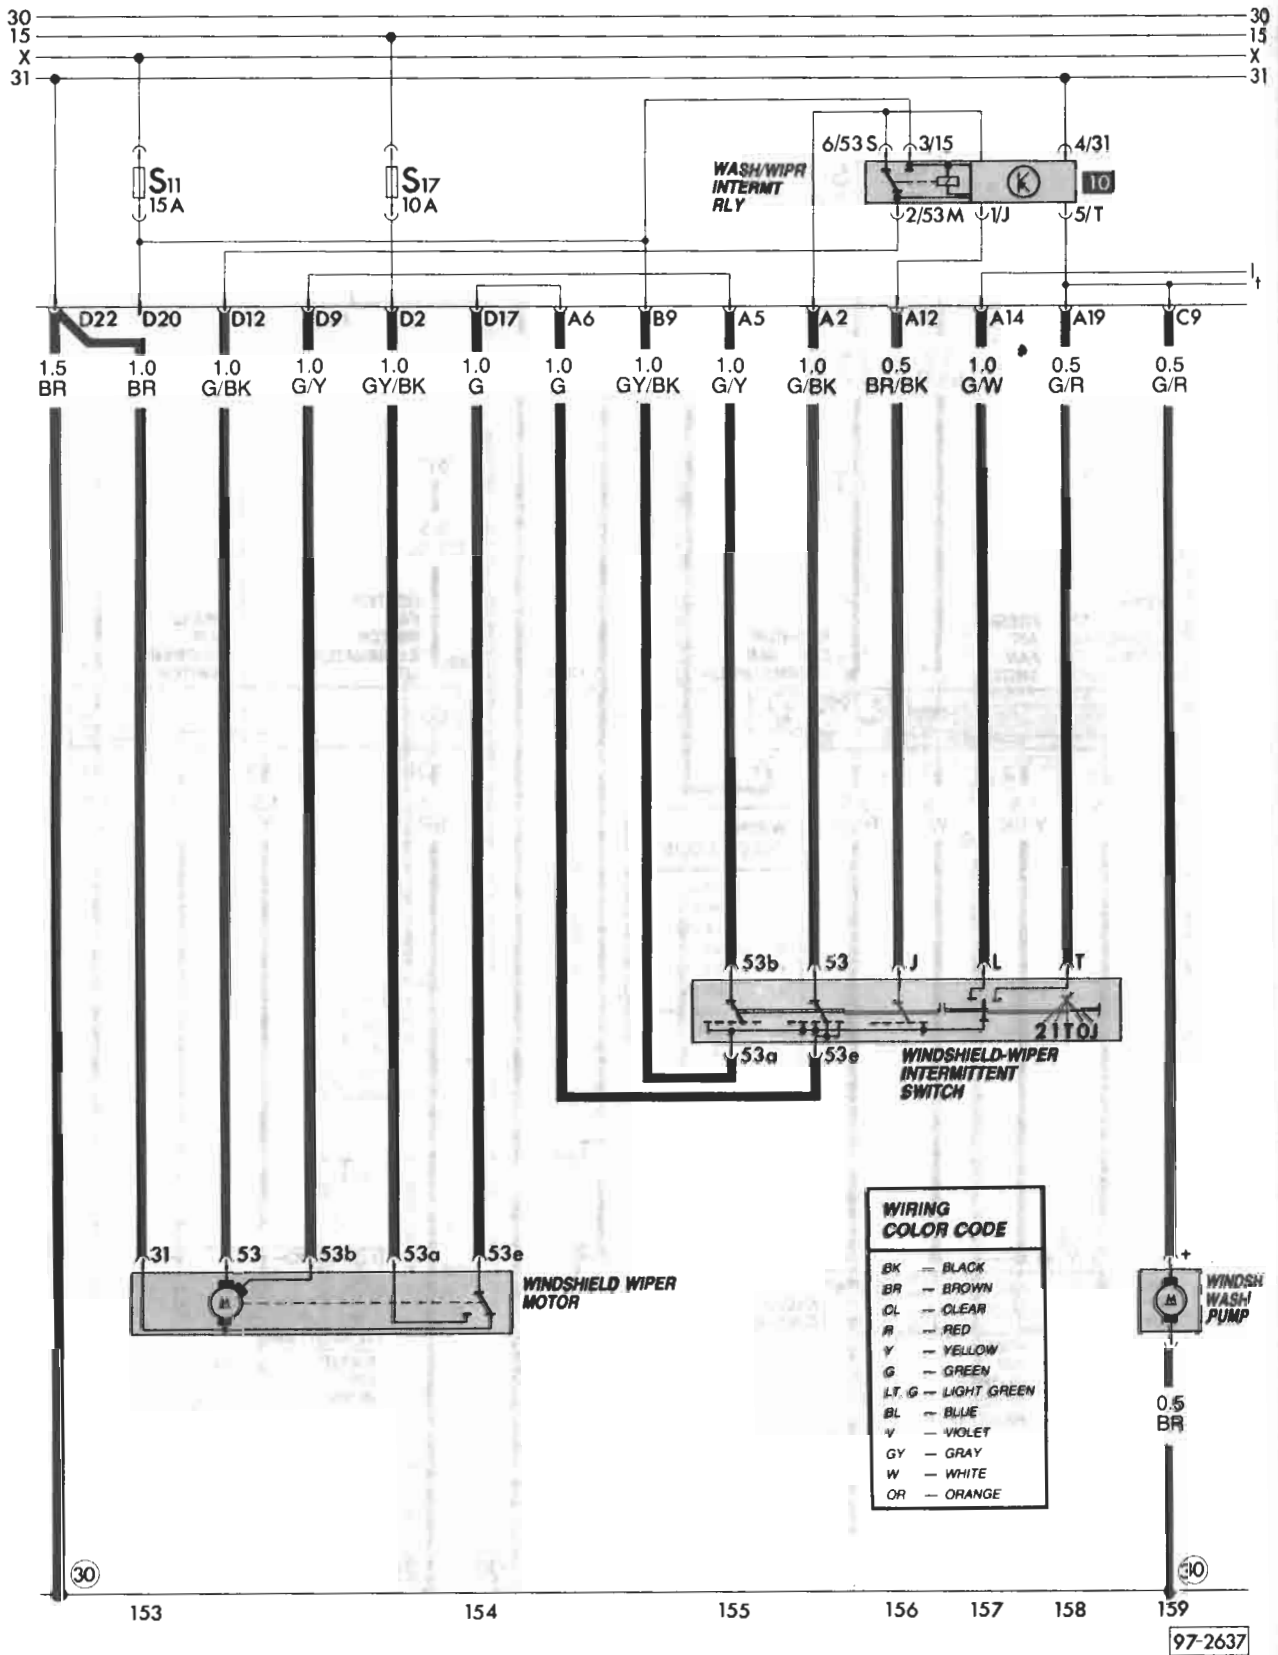 30 30
15 15
X X
31 31
6/53 S 3/15 4/31
WASH/WIPR
INTERMT
RLY
10
S11
15 A
S17
10 A
2/53 M 1/J 5/T
L
t
D22 D20 D12 D9 D2 D17 A6 B9 A5 A2 A12 A14 A19 C9
1.5 1.0 1.0 1.0 1.0 1.0 1.0 1.0 1.0 1.0 0.5 1.0 0.5 0.5
BR BR G/BK G/Y GY/BK G G GY/BK G/Y G/BK BR/BK G/W G/R G/R
53b 53 J L T
2 1 T 0 J
53a 53e
WINDSHIELD-WIPER
INTERMITTENT
SWITCH
31 53 53b 53a 53e
M
WINDSHIELD WIPER
MOTOR
WIRING
COLOR CODE
BK — BLACK
BR — BROWN
CL — CLEAR
R — RED
Y — YELLOW
G — GREEN
LT. G — LIGHT GREEN
BL — BLUE
V — VIOLET
GY — GRAY
W — WHITE
OR — ORANGE
+
M
WINDSH
WASH
PUMP
0.5
BR
30 30
153 154 155 156 157 158 159
97-2637